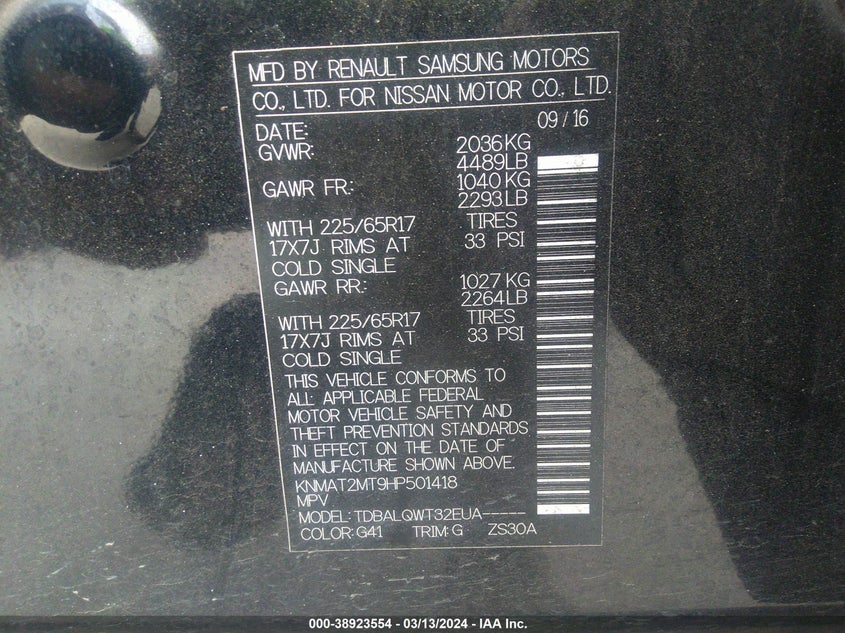 MFD BY RENAULT SAMSUNG MOTORS
CO., LTD. FOR NISSAN MOTOR CO., LTD.
DATE: 09/16
GVWR: 2036KG
4489LB
GAWR FR.: 1040KG
2293LB
WITH 225/65R17 TIRES
17X7J RIMS AT 33 PSI
COLD SINGLE
GAWR RR.: 1027KG
2264LB
WITH 225/65R17 TIRES
17X7J RIMS AT 33 PSI
COLD SINGLE
THIS VEHICLE CONFORMS TO
ALL APPLICABLE FEDERAL
MOTOR VEHICLE SAFETY AND
THEFT PREVENTION STANDARDS
IN EFFECT ON THE DATE OF
MANUFACTURE SHOWN ABOVE.
KNMAT2MT9HP501418
MPV
MODEL: TDBALQWT32EUA-----
COLOR: G41 TRIM: G ZS30A
000-38923554 - 03/13/2024 - IAA Inc.